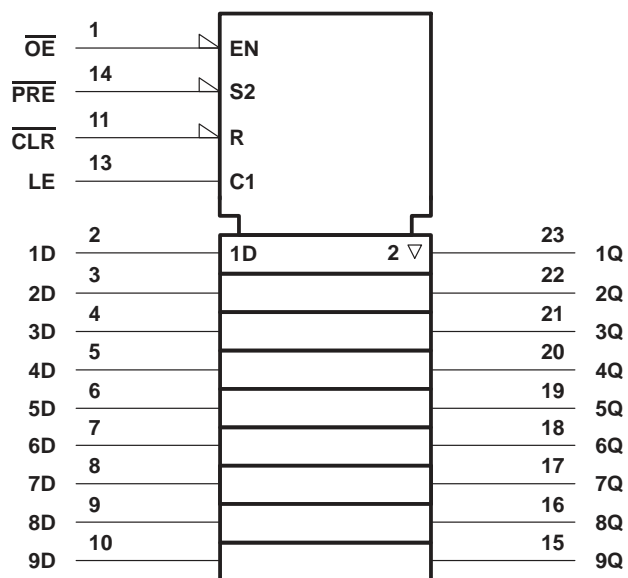 OE 1 EN
PRE 14 S2
CLR 11 R
LE 13 C1
1D 2 1D 2 ▽ 23 1Q
2D 3 22 2Q
3D 4 21 3Q
4D 5 20 4Q
5D 6 19 5Q
6D 7 18 6Q
7D 8 17 7Q
8D 9 16 8Q
9D 10 15 9Q